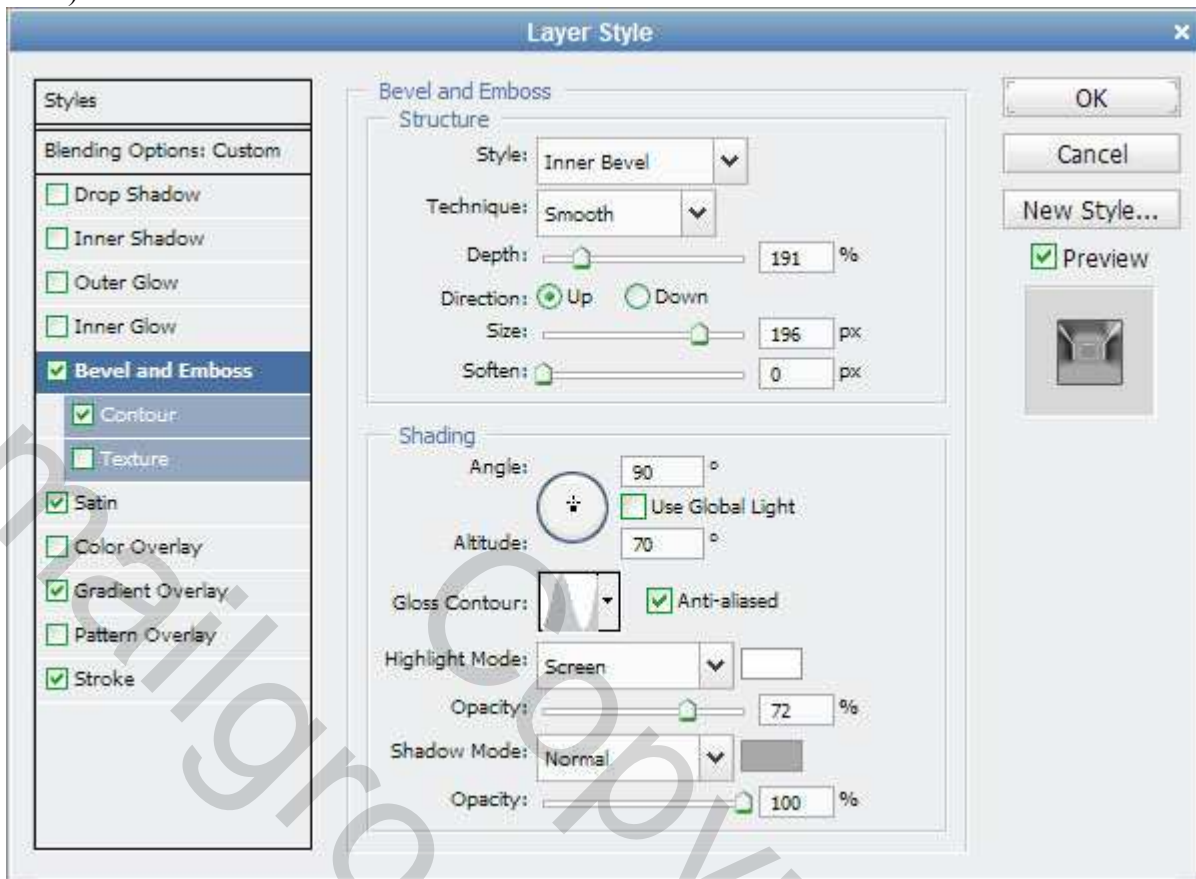 Layer Style
Styles
Blending Options: Custom
Drop Shadow
Inner Shadow
Outer Glow
Inner Glow
Bevel and Emboss
Contour
Texture
Satin
Color Overlay
Gradient Overlay
Pattern Overlay
Stroke
Bevel and Emboss
Structure
Style: Inner Bevel
Technique: Smooth
Depth: 191 %
Direction: Up Down
Size: 196 px
Soften: 0 px
Shading
Angle: 90 °
Use Global Light
Altitude: 70 °
Gloss Contour: Anti-aliased
Highlight Mode: Screen
Opacity: 72 %
Shadow Mode: Normal
Opacity: 100 %
OK
Cancel
New Style...
Preview